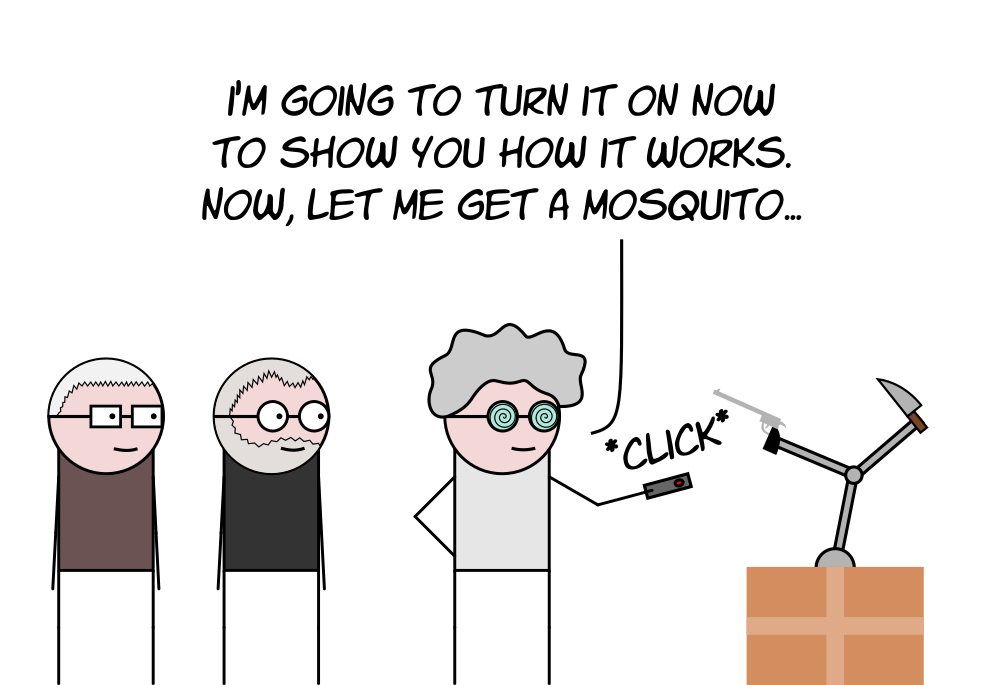 I'M GOING TO TURN IT ON NOW
TO SHOW YOU HOW IT WORKS.
NOW, LET ME GET A MOSQUITO...
*CLICK*